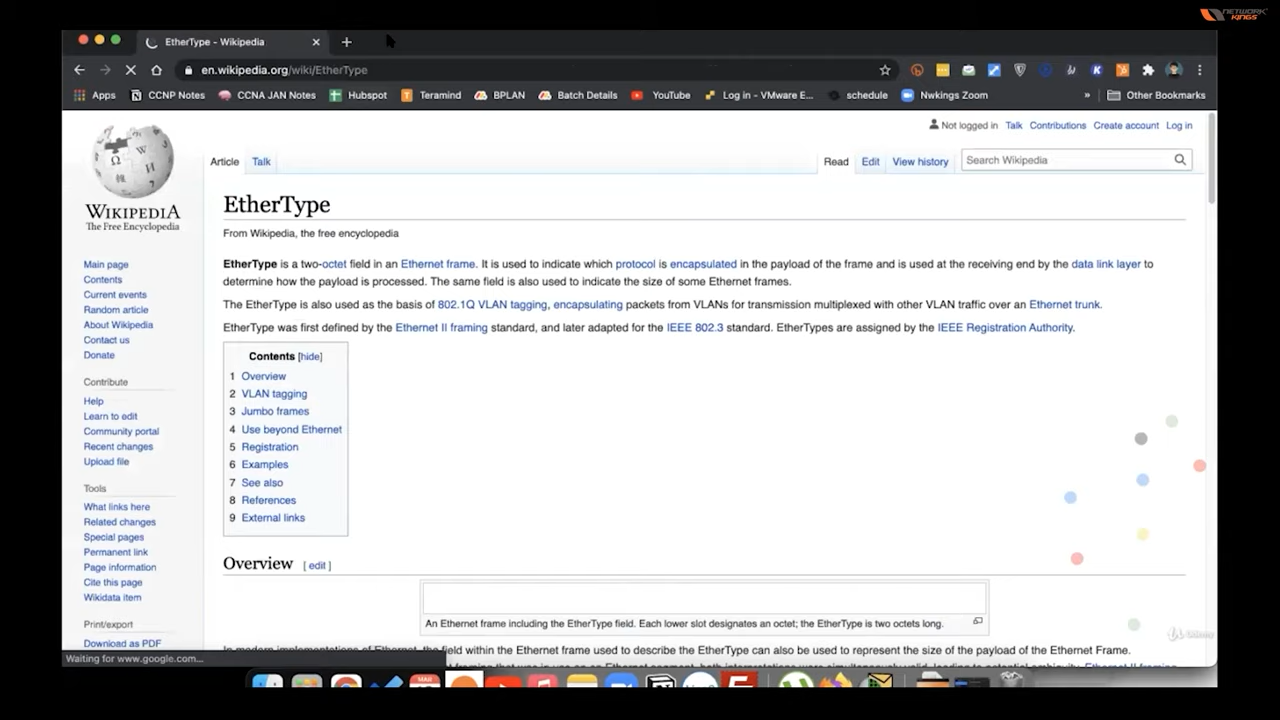 NETWORK
KINGS
EtherType - Wikipedia
en.wikipedia.org/wiki/EtherType
Apps CCNP Notes CCNA JAN Notes Hubspot Teramind BPLAN Batch Details YouTube Log in - VMware E... schedule Nwkings Zoom » Other Bookmarks
Not logged in Talk Contributions Create account Log in
Article Talk Read Edit View history Search Wikipedia
WIKIPEDIA
The Free Encyclopedia
Main page
Contents
Current events
Random article
About Wikipedia
Contact us
Donate
Contribute
Help
Learn to edit
Community portal
Recent changes
Upload file
Tools
What links here
Related changes
Special pages
Permanent link
Page information
Cite this page
Wikidata item
Print/export
Download as PDF
EtherType
From Wikipedia, the free encyclopedia
EtherType is a two-octet field in an Ethernet frame. It is used to indicate which protocol is encapsulated in the payload of the frame and is used at the receiving end by the data link layer to
determine how the payload is processed. The same field is also used to indicate the size of some Ethernet frames.
The EtherType is also used as the basis of 802.1Q VLAN tagging, encapsulating packets from VLANs for transmission multiplexed with other VLAN traffic over an Ethernet trunk.
EtherType was first defined by the Ethernet II framing standard, and later adapted for the IEEE 802.3 standard. EtherTypes are assigned by the IEEE Registration Authority.
Contents [hide]
1 Overview
2 VLAN tagging
3 Jumbo frames
4 Use beyond Ethernet
5 Registration
6 Examples
7 See also
8 References
9 External links
Overview [ edit ]
An Ethernet frame including the EtherType field. Each lower slot designates an octet; the EtherType is two octets long.
In modern implementations of Ethernet, the field within the Ethernet frame used to describe the EtherType can also be used to represent the size of the payload of the Ethernet Frame.
Waiting for www.google.com...